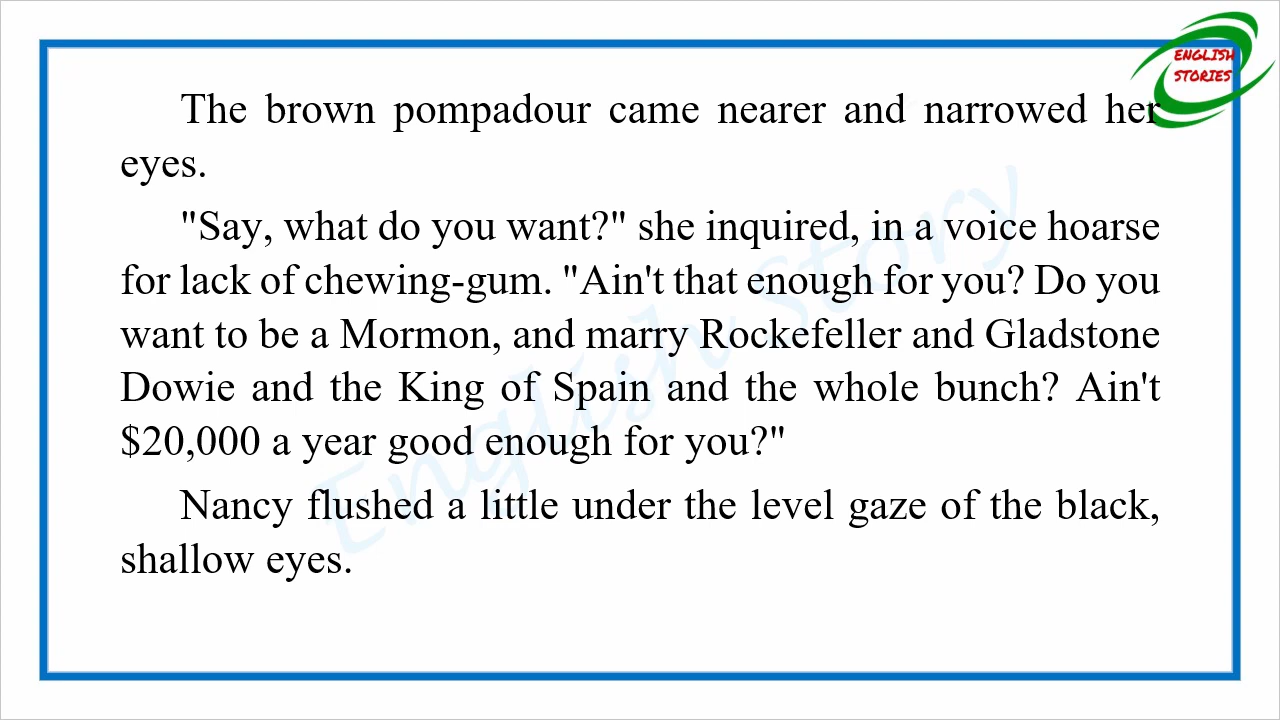 ENGLISH
STORIES
The brown pompadour came nearer and narrowed her
eyes.
"Say, what do you want?" she inquired, in a voice hoarse
for lack of chewing-gum. "Ain't that enough for you? Do you
want to be a Mormon, and marry Rockefeller and Gladstone
Dowie and the King of Spain and the whole bunch? Ain't
$20,000 a year good enough for you?"
Nancy flushed a little under the level gaze of the black,
shallow eyes.
English Story